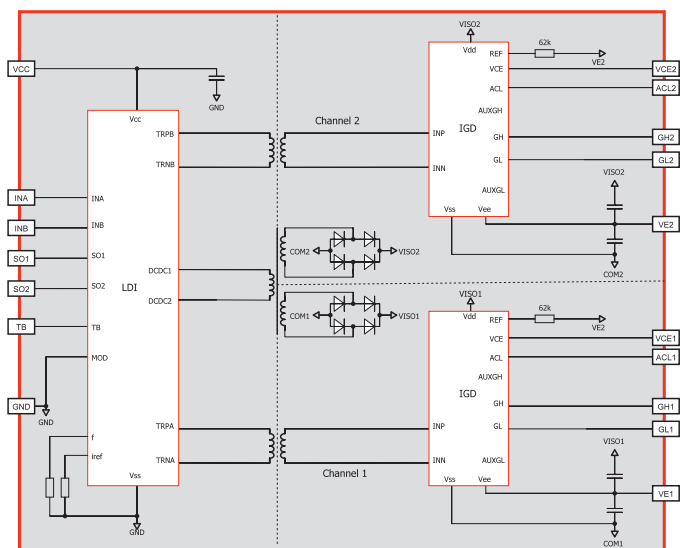 VISO2
Vdd
REF
62k
VE2
VCC
VCE
VCE2
ACL
ACL2
GND
Vcc
AUXGH
Channel 2
TRPB
INP
IGD
GH
GH2
TRNB
INN
GL
GL2
VISO2
AUXGL
INA
INA
Vss
Vee
INB
INB
VE2
SO1
SO1
COM2
VISO2
COM2
DCDC1
SO2
SO2
LDI
DCDC2
VISO1
Vdd
REF
62k
VE2
COM1
VISO1
TB
TB
VCE
VCE1
MOD
ACL
ACL1
AUXGH
IGD
GND
GND
GH
GH1
TRPA
INP
GL
GL1
f
VISO1
iref
TRNA
INN
AUXGL
Channel 1
Vss
Vss
Vee
VE1
GND
COM1